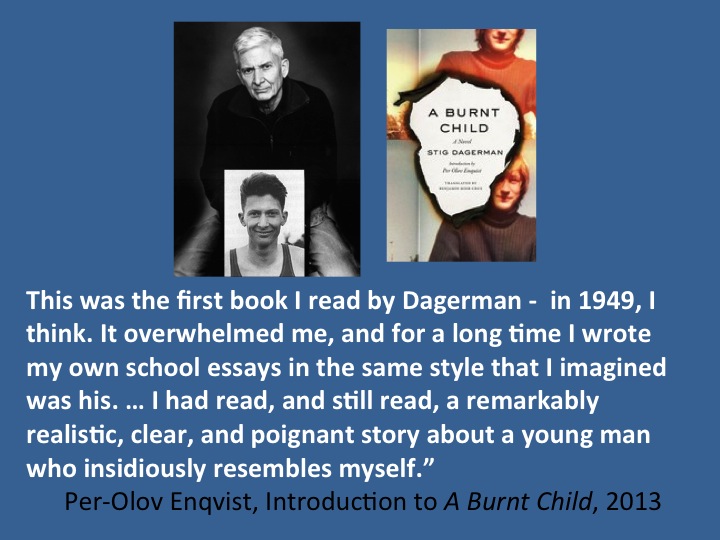 A BURNT
CHILD
A Novel
STIG DAGERMAN
Introduction by
Per Olov Enquist
TRANSLATED BY
This was the first book I read by Dagerman -  in 1949, I
think. It overwhelmed me, and for a long time I wrote
my own school essays in the same style that I imagined
was his. … I had read, and still read, a remarkably
realistic, clear, and poignant story about a young man
who insidiously resembles myself.”
Per-Olov Enqvist, Introduction to A Burnt Child, 2013